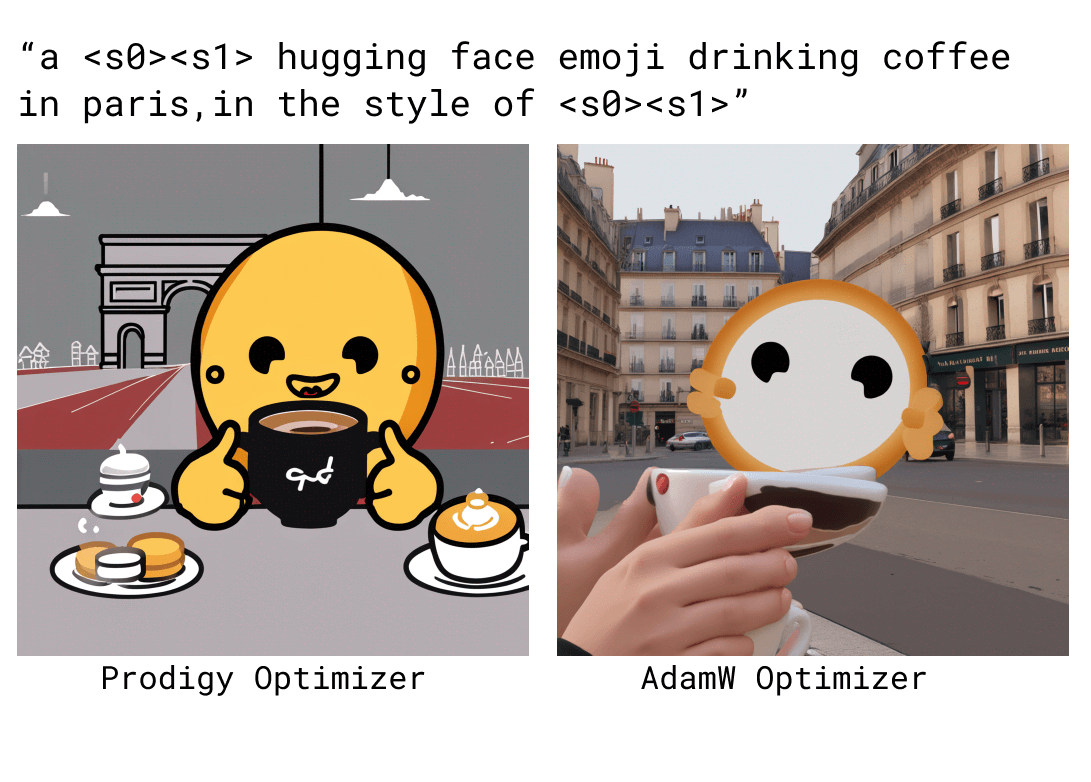 “a <s0><s1> hugging face emoji drinking coffee
in paris,in the style of <s0><s1>”
Prodigy Optimizer
AdamW Optimizer